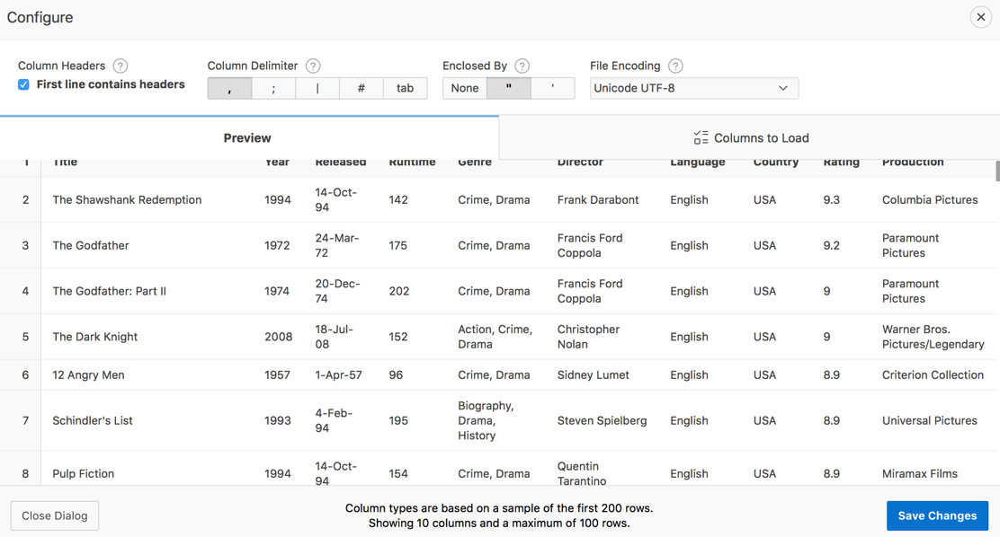 Configure
Column Headers ?
First line contains headers
Column Delimiter ?
, ; | # tab
Enclosed By ?
None " '
File Encoding ?
Unicode UTF-8
Preview
Columns to Load
1 Title Year Released Runtime Genre Director Language Country Rating Production
2 The Shawshank Redemption 1994 14-Oct-94 142 Crime, Drama Frank Darabont English USA 9.3 Columbia Pictures
3 The Godfather 1972 24-Mar-72 175 Crime, Drama Francis Ford Coppola English USA 9.2 Paramount Pictures
4 The Godfather: Part II 1974 20-Dec-74 202 Crime, Drama Francis Ford Coppola English USA 9 Paramount Pictures
5 The Dark Knight 2008 18-Jul-08 152 Action, Crime, Drama Christopher Nolan English USA 9 Warner Bros. Pictures/Legendary
6 12 Angry Men 1957 1-Apr-57 96 Crime, Drama Sidney Lumet English USA 8.9 Criterion Collection
7 Schindler's List 1993 4-Feb-94 195 Biography, Drama, History Steven Spielberg English USA 8.9 Universal Pictures
8 Pulp Fiction 1994 14-Oct-94 154 Crime, Drama Quentin Tarantino English USA 8.9 Miramax Films
Close Dialog
Column types are based on a sample of the first 200 rows.
Showing 10 columns and a maximum of 100 rows.
Save Changes